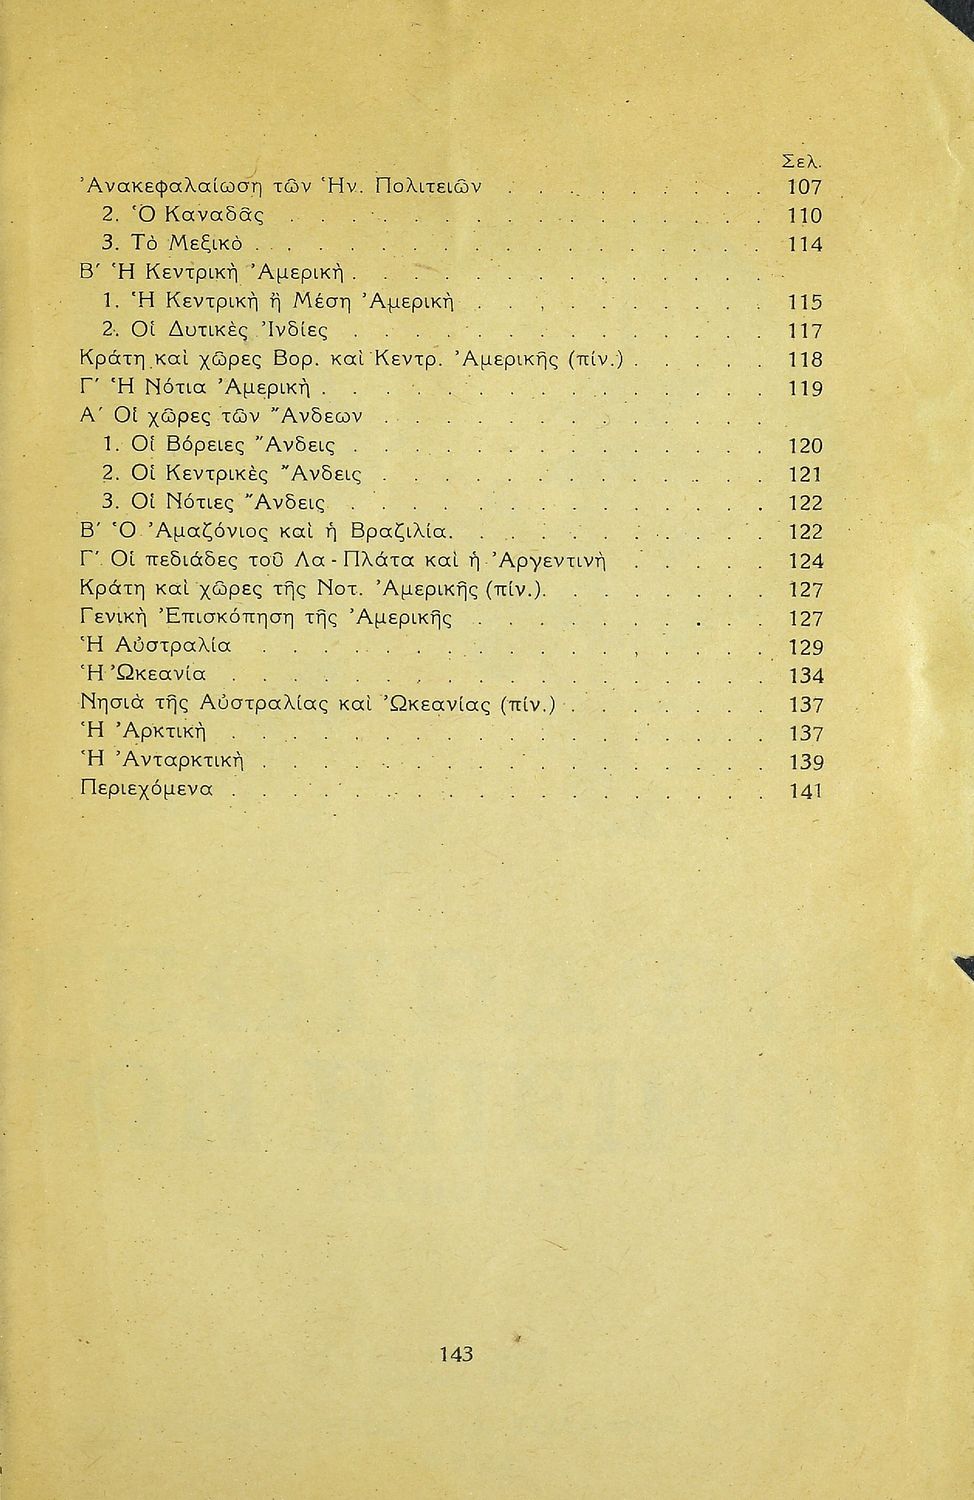 Σελ.
Ἀνακεφαλαίωση τῶν Ἡν. Πολιτειῶν . . . . . . . . . 107
2. Ὁ Καναδᾶς . . . . . . . . . . . . . . . . 110
3. Τὸ Μεξικὸ . . . . . . . . . . . . . . . . . 114
Β′ Ἡ Κεντρικὴ Ἀμερικὴ . . . . . . . . . . . . . .
1. Ἡ Κεντρικὴ ἢ Μέση Ἀμερικὴ . . . . . . . . . . 115
2. Οἱ Δυτικὲς Ἰνδίες . . . . . . . . . . . . . . 117
Κράτη καὶ χῶρες Βορ. καὶ Κεντρ. Ἀμερικῆς (πίν.) . . . . . 118
Γ′ Ἡ Νότια Ἀμερικὴ . . . . . . . . . . . . . . . 119
Α′ Οἱ χῶρες τῶν Ἄνδεων . . . . . . . . . . . . .
1. Οἱ Βόρειες Ἄνδεις . . . . . . . . . . . . . . 120
2. Οἱ Κεντρικὲς Ἄνδεις . . . . . . . . . . . . . 121
3. Οἱ Νότιες Ἄνδεις . . . . . . . . . . . . . . 122
Β′ Ὁ Ἀμαζόνιος καὶ ἡ Βραζιλία. . . . . . . . . . . 122
Γ′ Οἱ πεδιάδες τοῦ Λα - Πλάτα καὶ ἡ Ἀργεντινὴ . . . . . 124
Κράτη καὶ χῶρες τῆς Νοτ. Ἀμερικῆς (πίν.). . . . . . . . 127
Γενικὴ Ἐπισκόπηση τῆς Ἀμερικῆς . . . . . . . . . . 127
Ἡ Αὐστραλία . . . . . . . . . . . . . . . . . 129
Ἡ Ὠκεανία . . . . . . . . . . . . . . . . . . 134
Νησιὰ τῆς Αὐστραλίας καὶ Ὠκεανίας (πίν.) . . . . . . . 137
Ἡ Ἀρκτικὴ . . . . . . . . . . . . . . . . . . 137
Ἡ Ἀνταρκτικὴ . . . . . . . . . . . . . . . . . 139
Περιεχόμενα . . . . . . . . . . . . . . . . . . 141
143